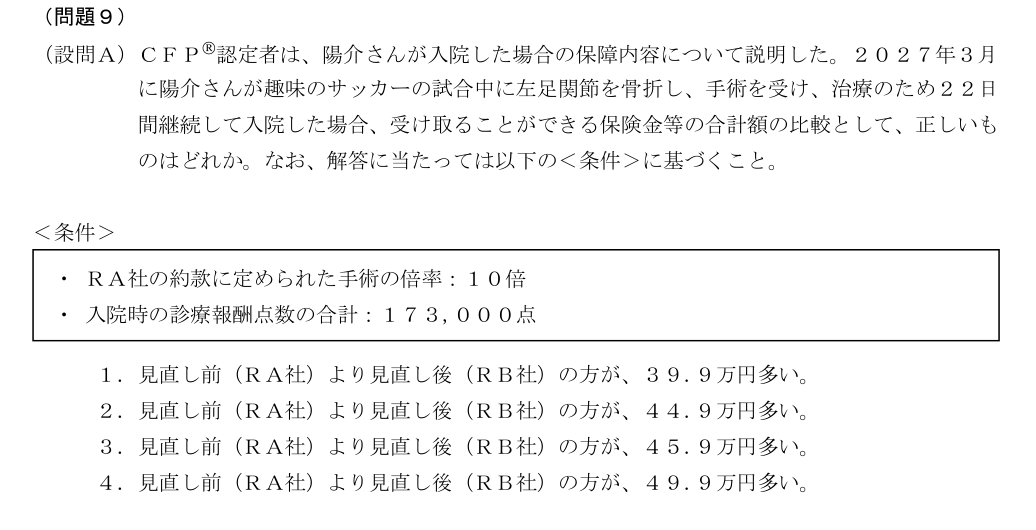 （問題９）
（設問Ａ）ＣＦＰ®認定者は、陽介さんが入院した場合の保障内容について説明した。２０２７年３月
に陽介さんが趣味のサッカーの試合中に左足関節を骨折し、手術を受け、治療のため２２日
間継続して入院した場合、受け取ることができる保険金等の合計額の比較として、正しいも
のはどれか。なお、解答に当たっては以下の＜条件＞に基づくこと。
＜条件＞
・ ＲＡ社の約款に定められた手術の倍率：１０倍
・ 入院時の診療報酬点数の合計：１７３,０００点
１．見直し前（ＲＡ社）より見直し後（ＲＢ社）の方が、３９.９万円多い。
２．見直し前（ＲＡ社）より見直し後（ＲＢ社）の方が、４４.９万円多い。
３．見直し前（ＲＡ社）より見直し後（ＲＢ社）の方が、４５.９万円多い。
４．見直し前（ＲＡ社）より見直し後（ＲＢ社）の方が、４９.９万円多い。